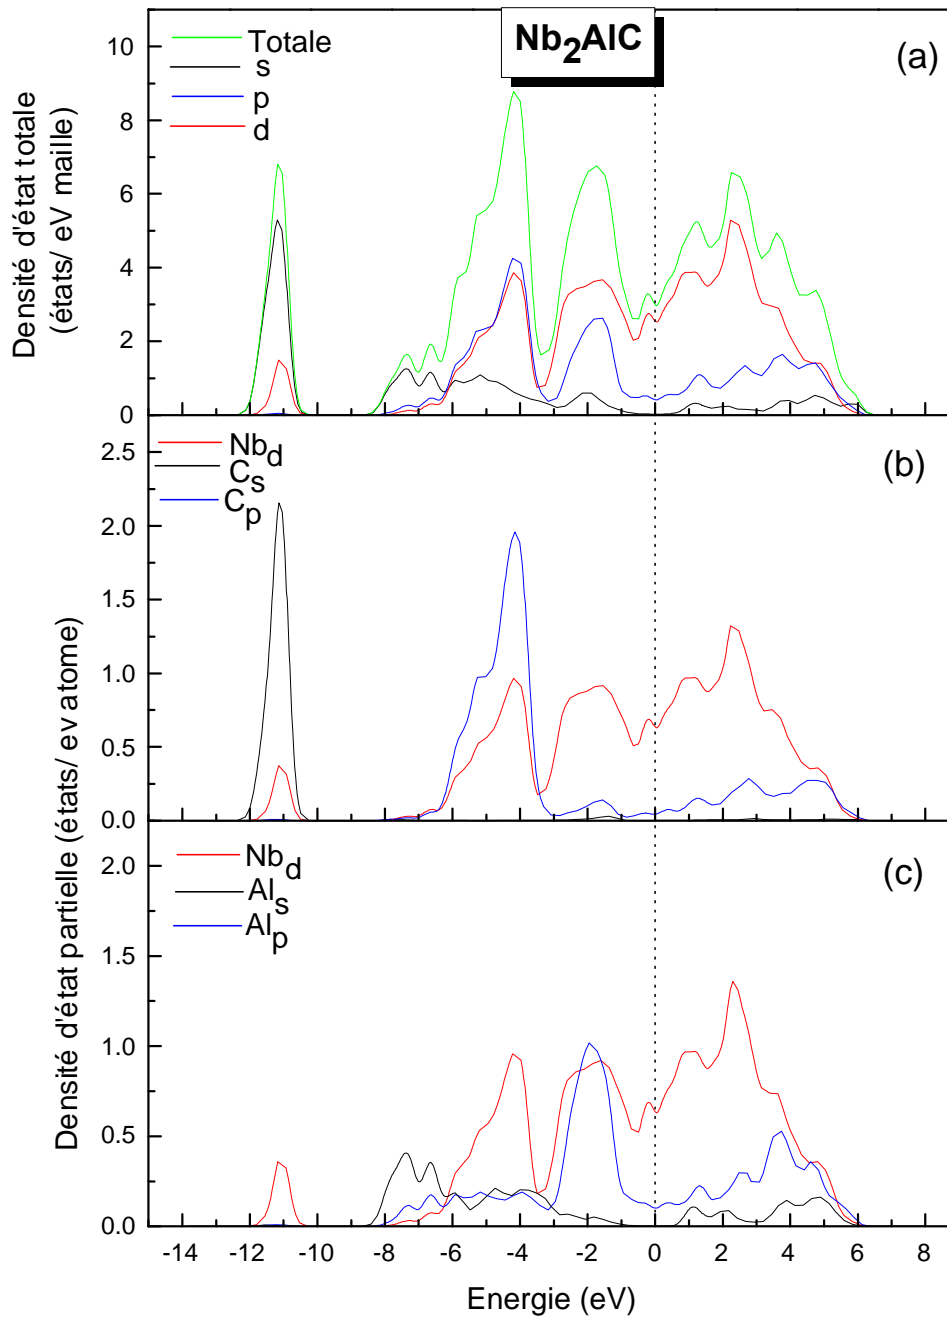 Nb2AlC
(a)
Totale
s
p
d
Densité d'état totale
(états/ eV maille)
10
8
6
4
2
0
(b)
Nbd
Cs
Cp
2.5
2.0
1.5
1.0
0.5
0.0
(c)
Nbd
Als
Alp
Densité d'état partielle (états/ ev atome)
2.0
1.5
1.0
0.5
0.0
-14 -12 -10 -8 -6 -4 -2 0 2 4 6 8
Energie (eV)